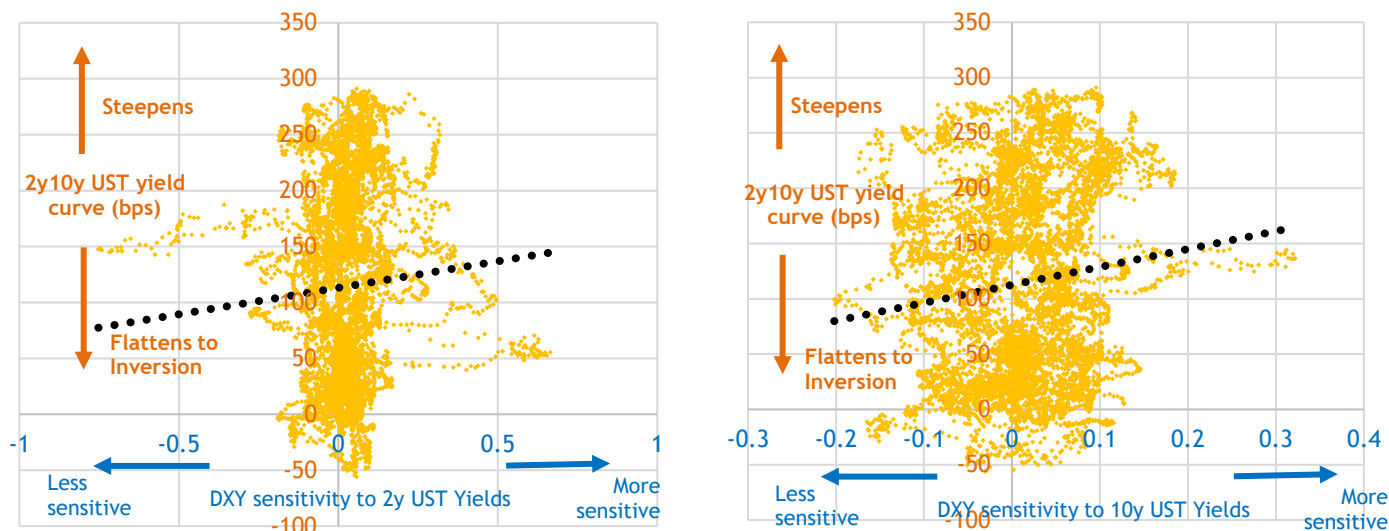 350
300
250
200
150
100
50
0
-50
-100
-1
-0.5
0
0.5
1
Steepens
2y10y UST yield
curve (bps)
Flattens to
Inversion
Less
sensitive
DXY sensitivity to 2y UST Yields
More
sensitive
350
300
250
200
150
100
50
0
-50
-100
-0.3
-0.2
-0.1
0
0.1
0.2
0.3
0.4
Steepens
2y10y UST yield
curve (bps)
Flattens to
Inversion
Less
sensitive
DXY sensitivity to 10y UST Yields
More
sensitive